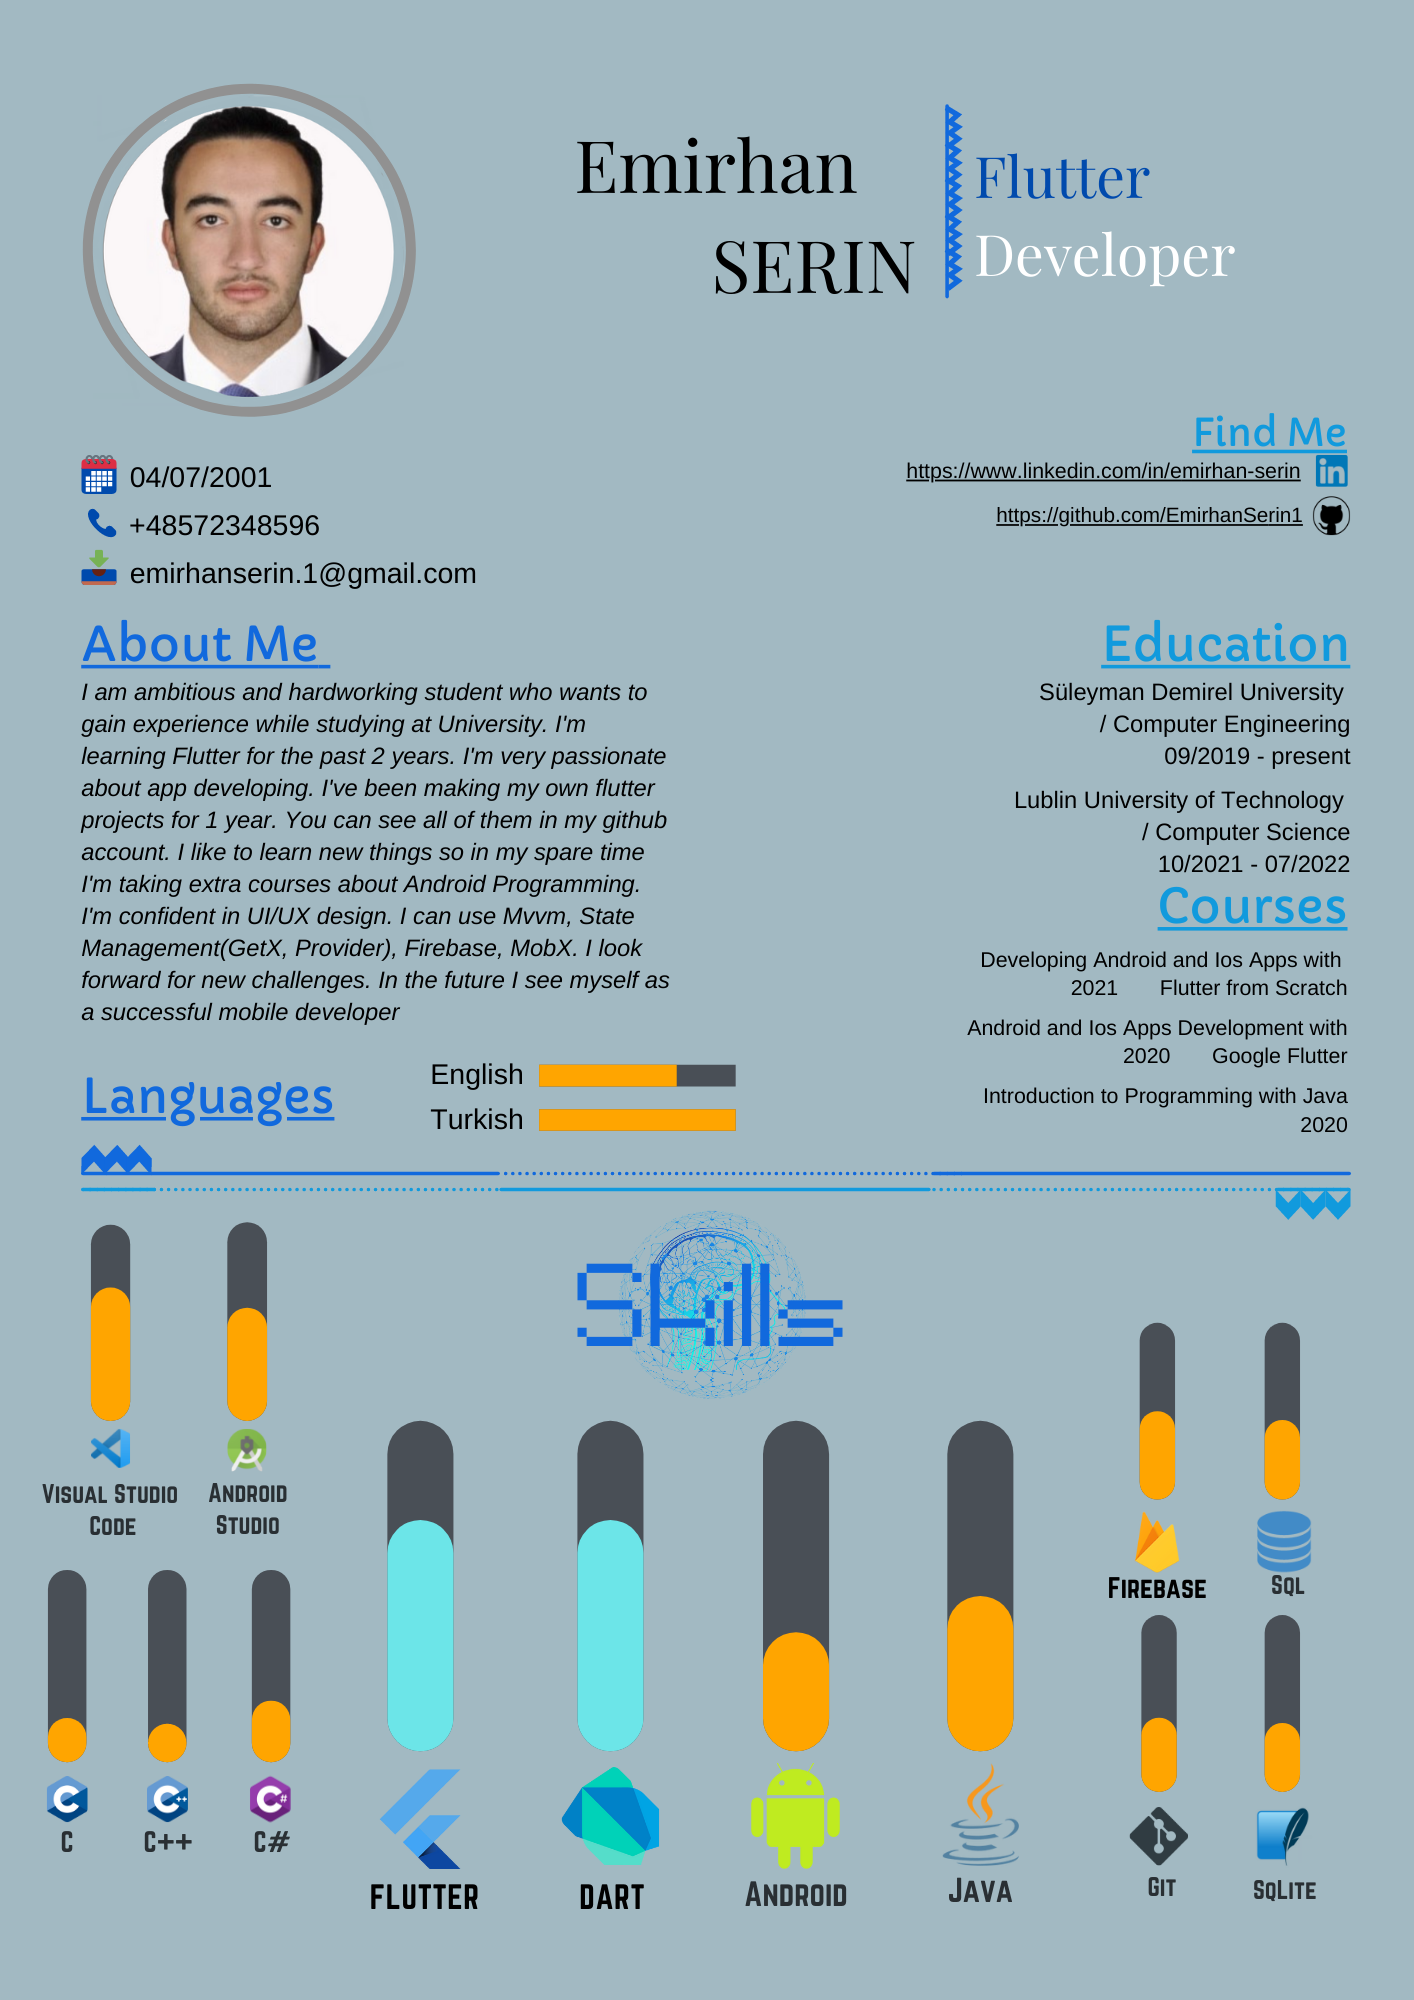 Emirhan
SERIN
Flutter
Developer
Find Me
https://www.linkedin.com/in/emirhan-serin
in
https://github.com/EmirhanSerin1
04/07/2001
+48572348596
emirhanserin.1@gmail.com
About Me
I am ambitious and hardworking student who wants to
gain experience while studying at University. I'm
learning Flutter for the past 2 years. I'm very passionate
about app developing. I've been making my own flutter
projects for 1 year. You can see all of them in my github
account. I like to learn new things so in my spare time
I'm taking extra courses about Android Programming.
I'm confident in UI/UX design. I can use Mvvm, State
Management(GetX, Provider), Firebase, MobX. I look
forward for new challenges. In the future I see myself as
a successful mobile developer
Education
Süleyman Demirel University
/ Computer Engineering
09/2019 - present
Lublin University of Technology
/ Computer Science
10/2021 - 07/2022
Courses
Developing Android and Ios Apps with
2021 Flutter from Scratch
Android and Ios Apps Development with
2020 Google Flutter
Introduction to Programming with Java
2020
Languages
English
Turkish
Skills
Visual Studio
Code
Android
Studio
Firebase
Sql
C
C++
C#
C
C++
C#
FLUTTER
DART
Android
Java
Git
SqLite